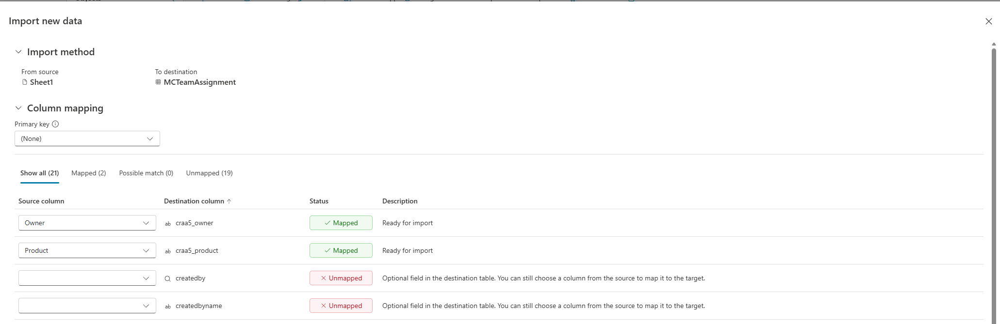 Import new data
Import method
From source To destination
Sheet1 MCTeamAssignment
Column mapping
Primary key
(None)
Show all (21) Mapped (2) Possible match (0) Unmapped (19)
Source column Destination column ↑ Status Description
Owner ab craa5_owner Mapped Ready for import
Product ab craa5_product Mapped Ready for import
createdby Unmapped Optional field in the destination table. You can still choose a column from the source to map it to the target.
ab createdbyname Unmapped Optional field in the destination table. You can still choose a column from the source to map it to the target.